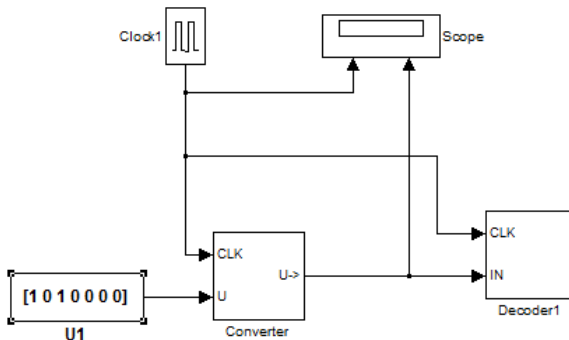 Clock1
Scope
CLK
U->
U
Converter
CLK
IN
Decoder1
[1 0 1 0 0 0 0]
U1